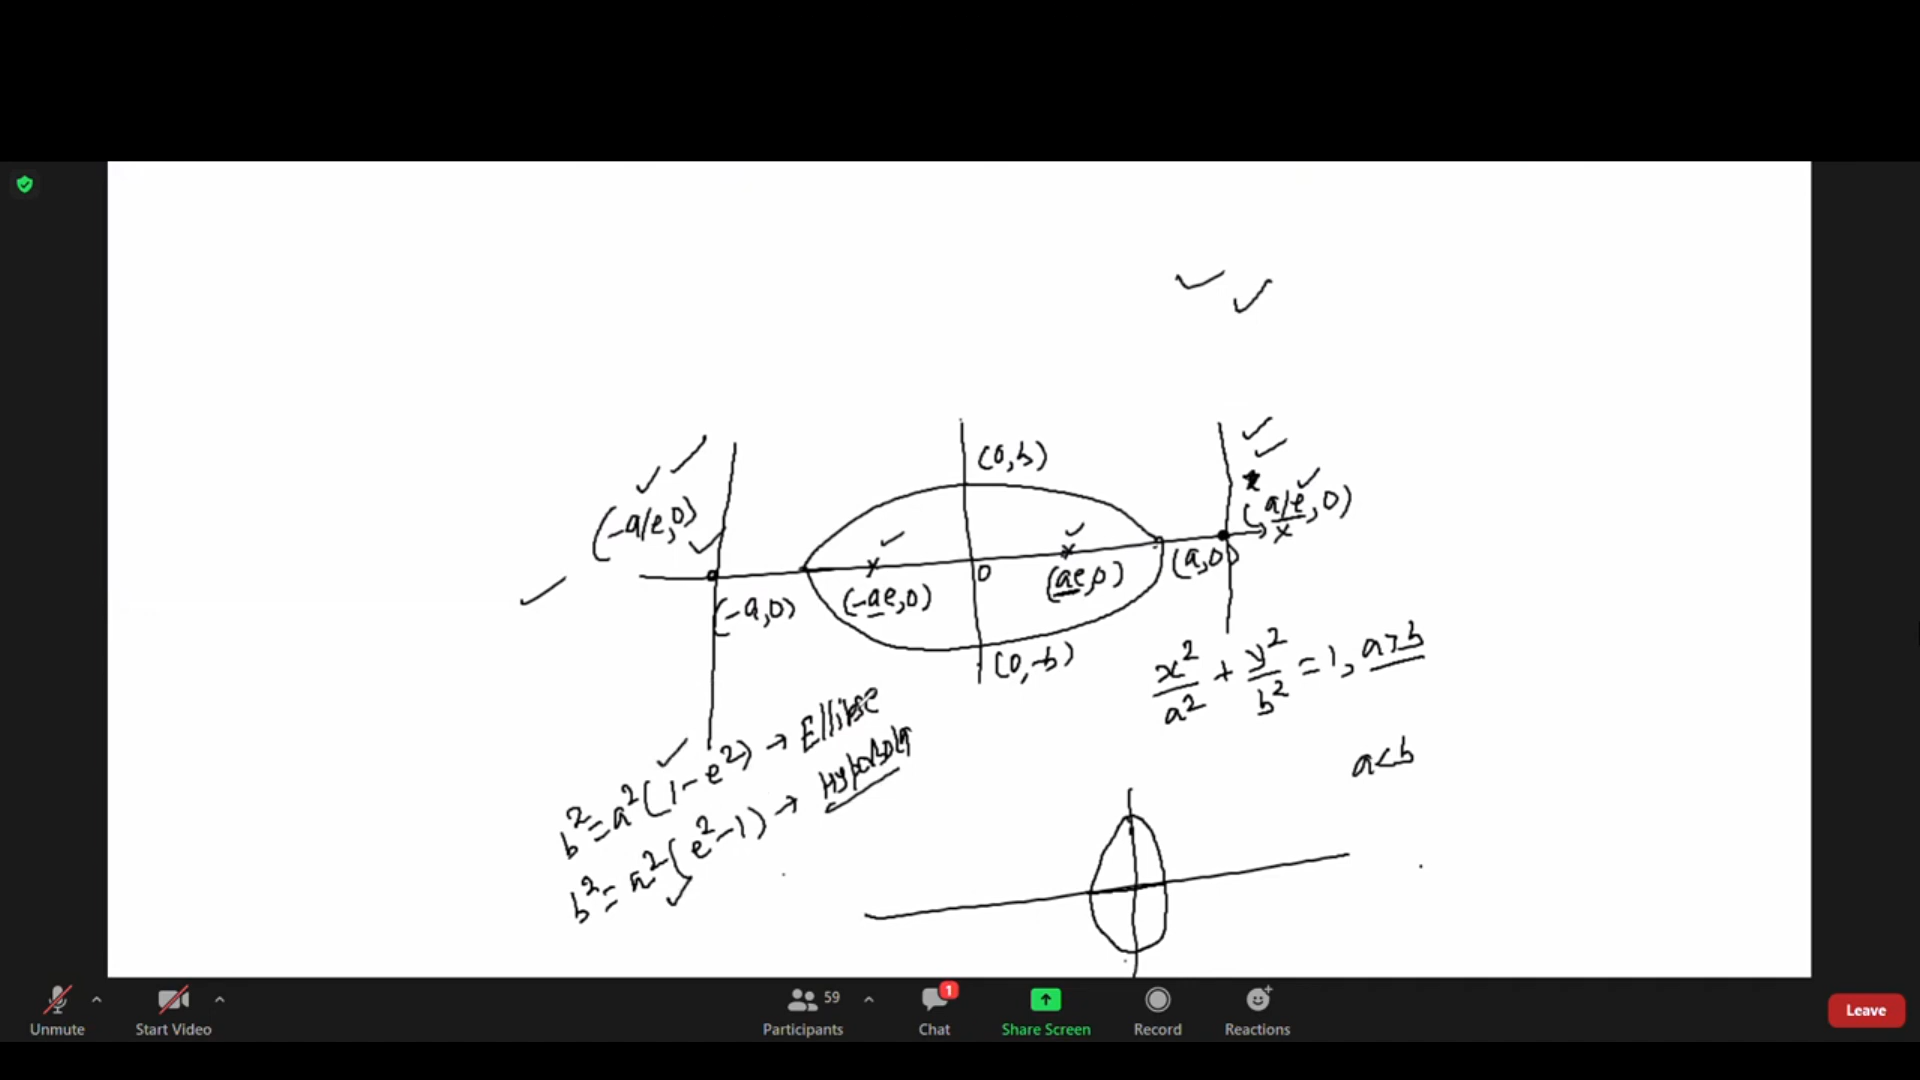 (0,b)
(-a/e,0)
(a/e,0)
x
(-a,0)
(-ae,0)
0
(ae,0)
(a,0)
(0,-b)
x²/a² + y²/b² = 1, a>b
b²=a²(1-e²) → Ellipse
b²=a²(e²-1) → Hyperbola
a<b
Unmute
Start Video
59
Participants
1
Chat
Share Screen
Record
Reactions
Leave